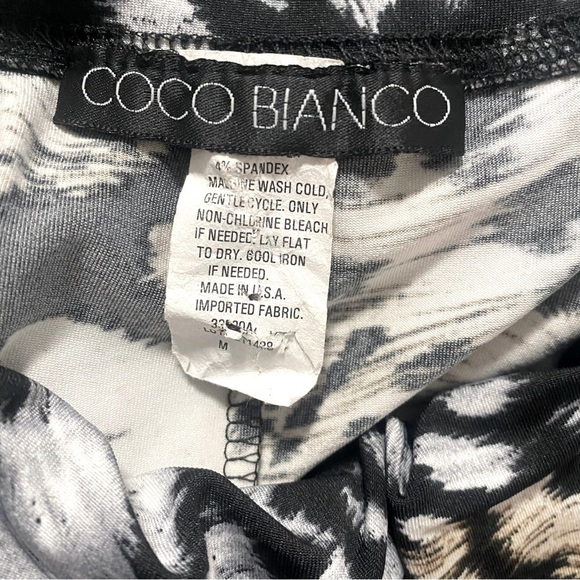 COCO BIANCO
4% SPANDEX
MACHINE WASH COLD,
GENTLE CYCLE. ONLY
NON-CHLORINE BLEACH
IF NEEDED. LAY FLAT
TO DRY. COOL IRON
IF NEEDED.
MADE IN U.S.A.
IMPORTED FABRIC.
M